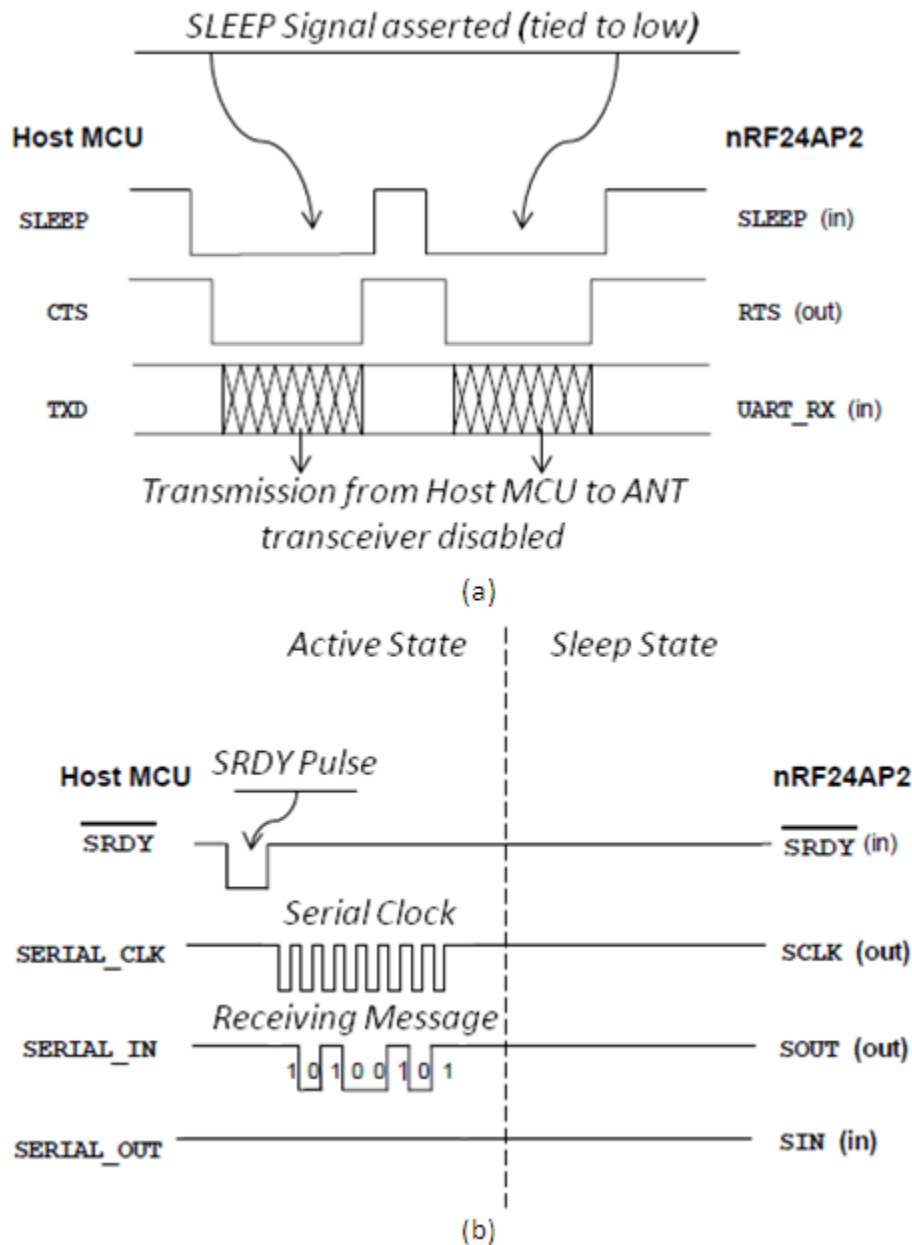 SLEEP Signal asserted (tied to low)
Host MCU
nRF24AP2
SLEEP
SLEEP (in)
CTS
RTS (out)
TXD
UART_RX (in)
Transmission from Host MCU to ANT
transceiver disabled
(a)
Active State
Sleep State
Host MCU
SRDY Pulse
nRF24AP2
SRDY
SRDY (in)
Serial Clock
SERIAL_CLK
SCLK (out)
Receiving Message
SERIAL_IN
1 0 1 0 0 1 0 1
SOUT (out)
SERIAL_OUT
SIN (in)
(b)